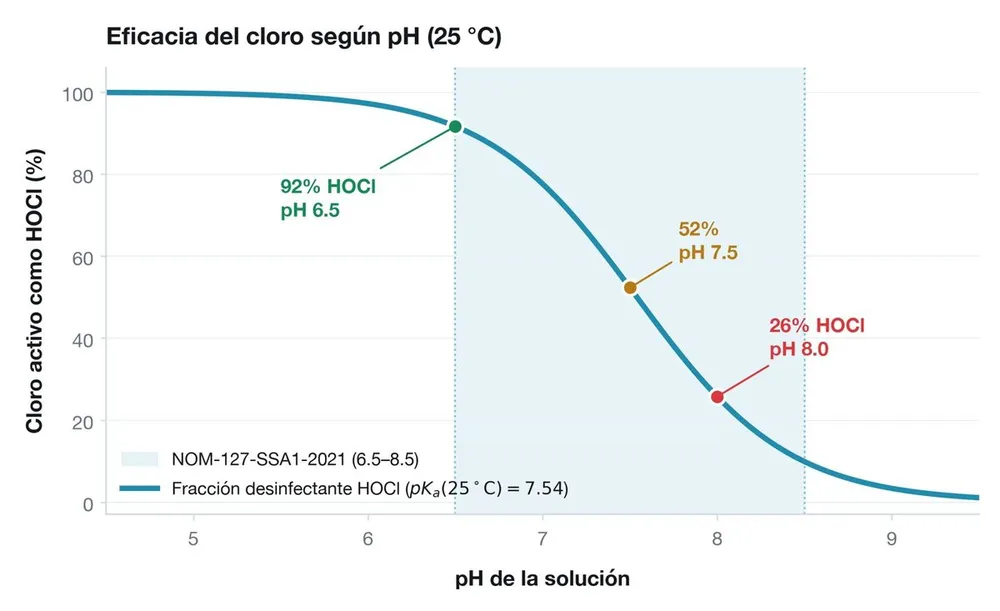 Eficacia del cloro según pH (25 °C)
Cloro activo como HOCl (%)
100
80
60
40
20
0
92% HOCl
pH 6.5
52%
pH 7.5
26% HOCl
pH 8.0
NOM-127-SSA1-2021 (6.5–8.5)
Fracción desinfectante HOCl (pKₐ(25°C) = 7.54)
5
6
7
8
9
pH de la solución